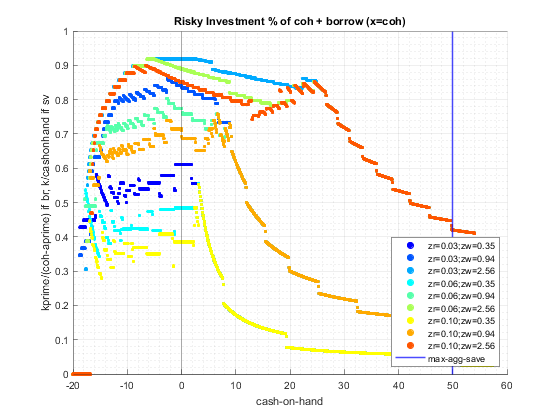 Risky Investment % of coh + borrow (x=coh)
kprime/(coh-aprime) if br, k/cashonhand if sv
1
0.9
0.8
0.7
0.6
0.5
0.4
0.3
0.2
0.1
0
-20
-10
0
10
20
30
40
50
60
cash-on-hand
zr=0.03;zw=0.35
zr=0.03;zw=0.94
zr=0.03;zw=2.56
zr=0.06;zw=0.35
zr=0.06;zw=0.94
zr=0.06;zw=2.56
zr=0.10;zw=0.35
zr=0.10;zw=0.94
zr=0.10;zw=2.56
max-agg-save